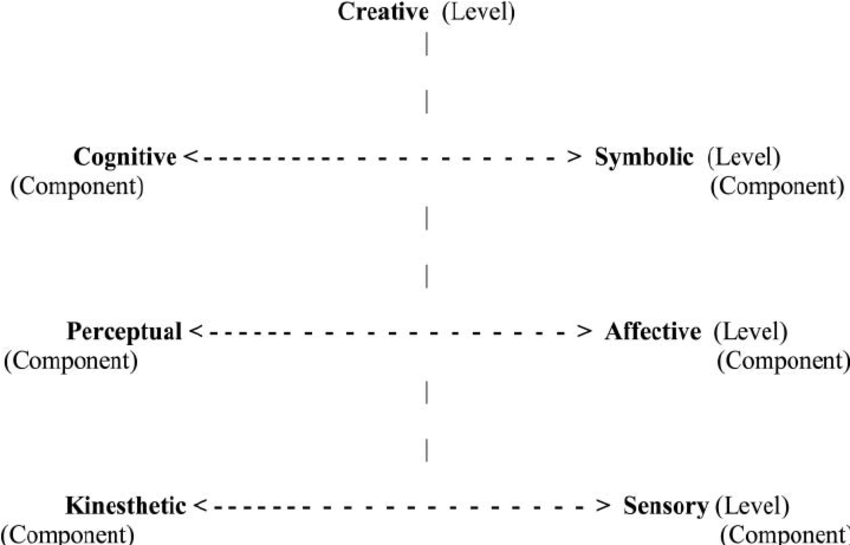 Creative (Level)
|
|
Cognitive <- - - - - - - - - - - - - - - - - - - - - - - > Symbolic (Level)
(Component) (Component)
|
|
Perceptual <- - - - - - - - - - - - - - - - - - - - - - - > Affective (Level)
(Component) (Component)
|
|
Kinesthetic <- - - - - - - - - - - - - - - - - - - - - - - > Sensory (Level)
(Component) (Component)